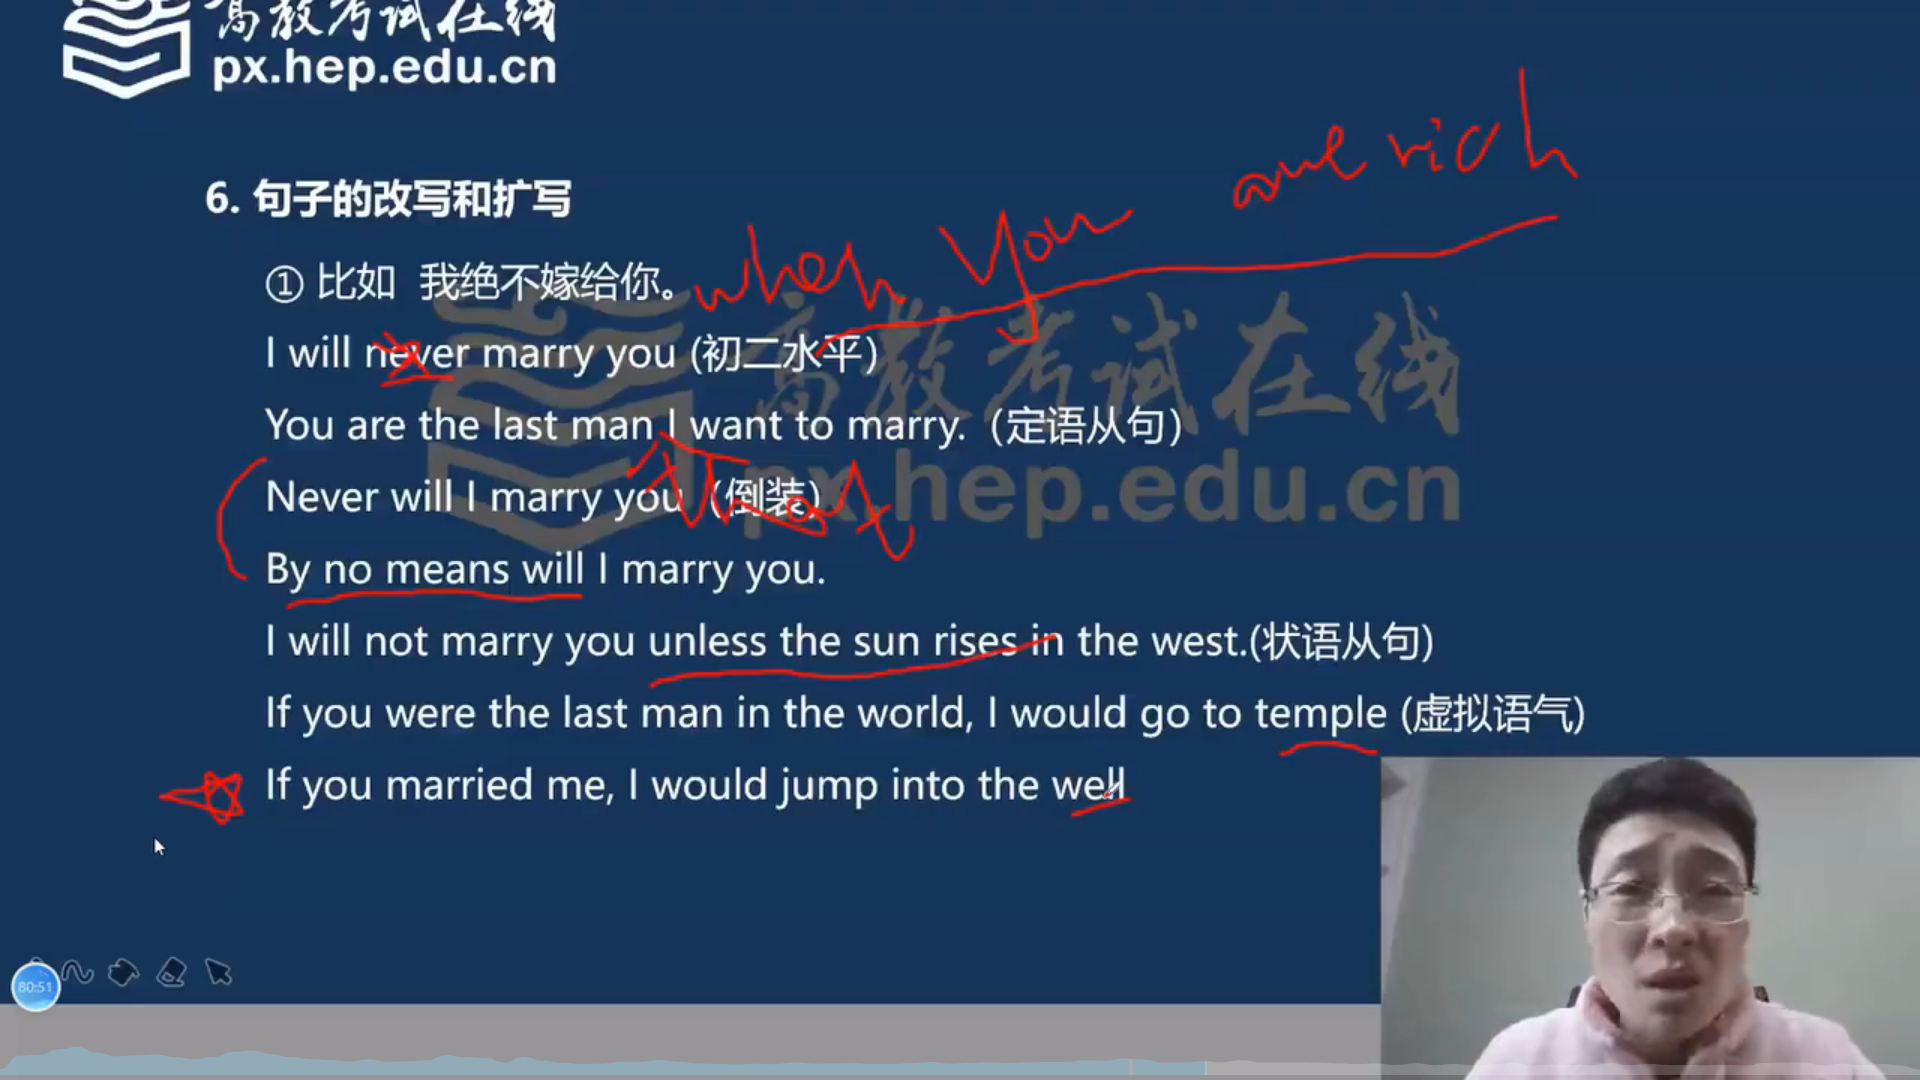 高教考试在线
px.hep.edu.cn
are rich
when you
6. 句子的改写和扩写
① 比如 我绝不嫁给你。
I will never marry you (初二水平)
高教考试在线
You are the last man I want to marry.（定语从句）
that
px.hep.edu.cn
Never will I marry you（倒装）
By no means will I marry you.
I will not marry you unless the sun rises in the west.(状语从句)
If you were the last man in the world, I would go to temple (虚拟语气)
If you married me, I would jump into the well
80:51